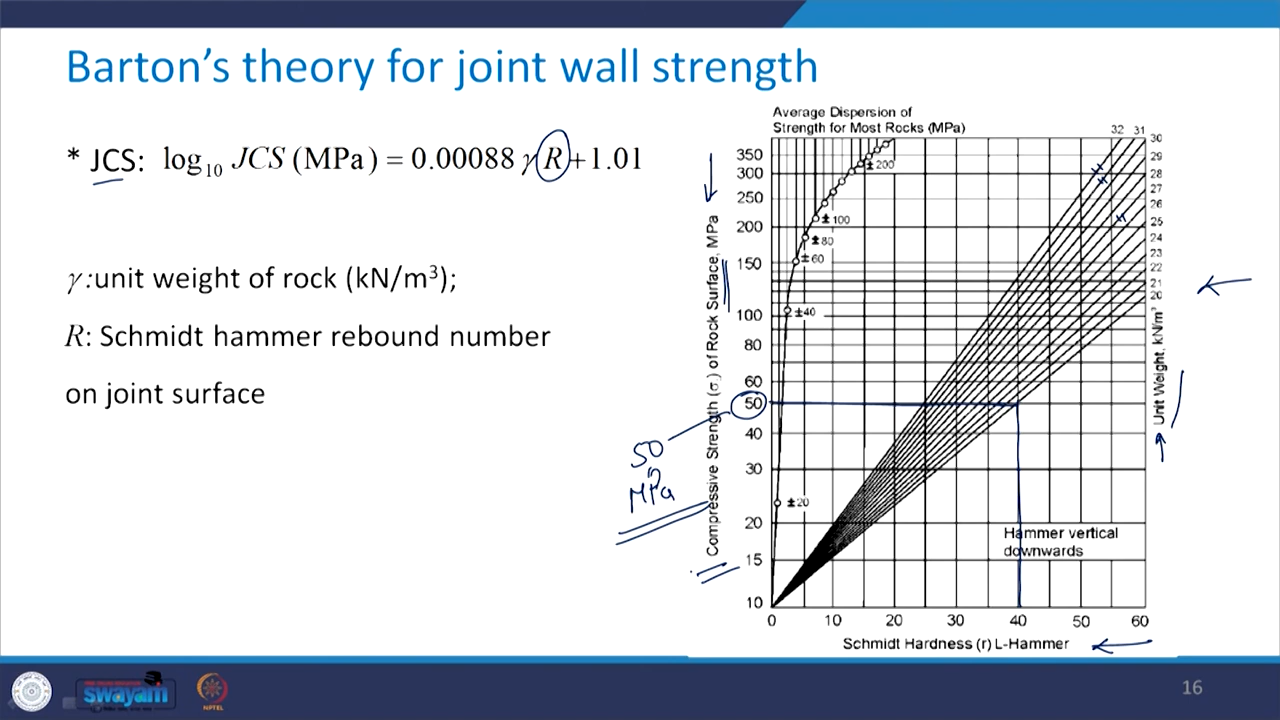 Barton's theory for joint wall strength
* JCS: log₁₀ JCS (MPa) = 0.00088 γ R + 1.01
γ :unit weight of rock (kN/m³);
R: Schmidt hammer rebound number
on joint surface
50
MPa
Average Dispersion of
Strength for Most Rocks (MPa)
Compressive Strength (σ ) of Rock Surface, MPa
350
300
250
200
150
100
80
60
50
40
30
20
15
10
±200
±100
±80
±60
±40
±20
32 31 30
29
28
27
26
25
24
23
22
21
20
Unit Weight, kN/m³
Hammer vertical
downwards
0 10 20 30 40 50 60
Schmidt Hardness (r) L-Hammer
swayam
NPTEL
16